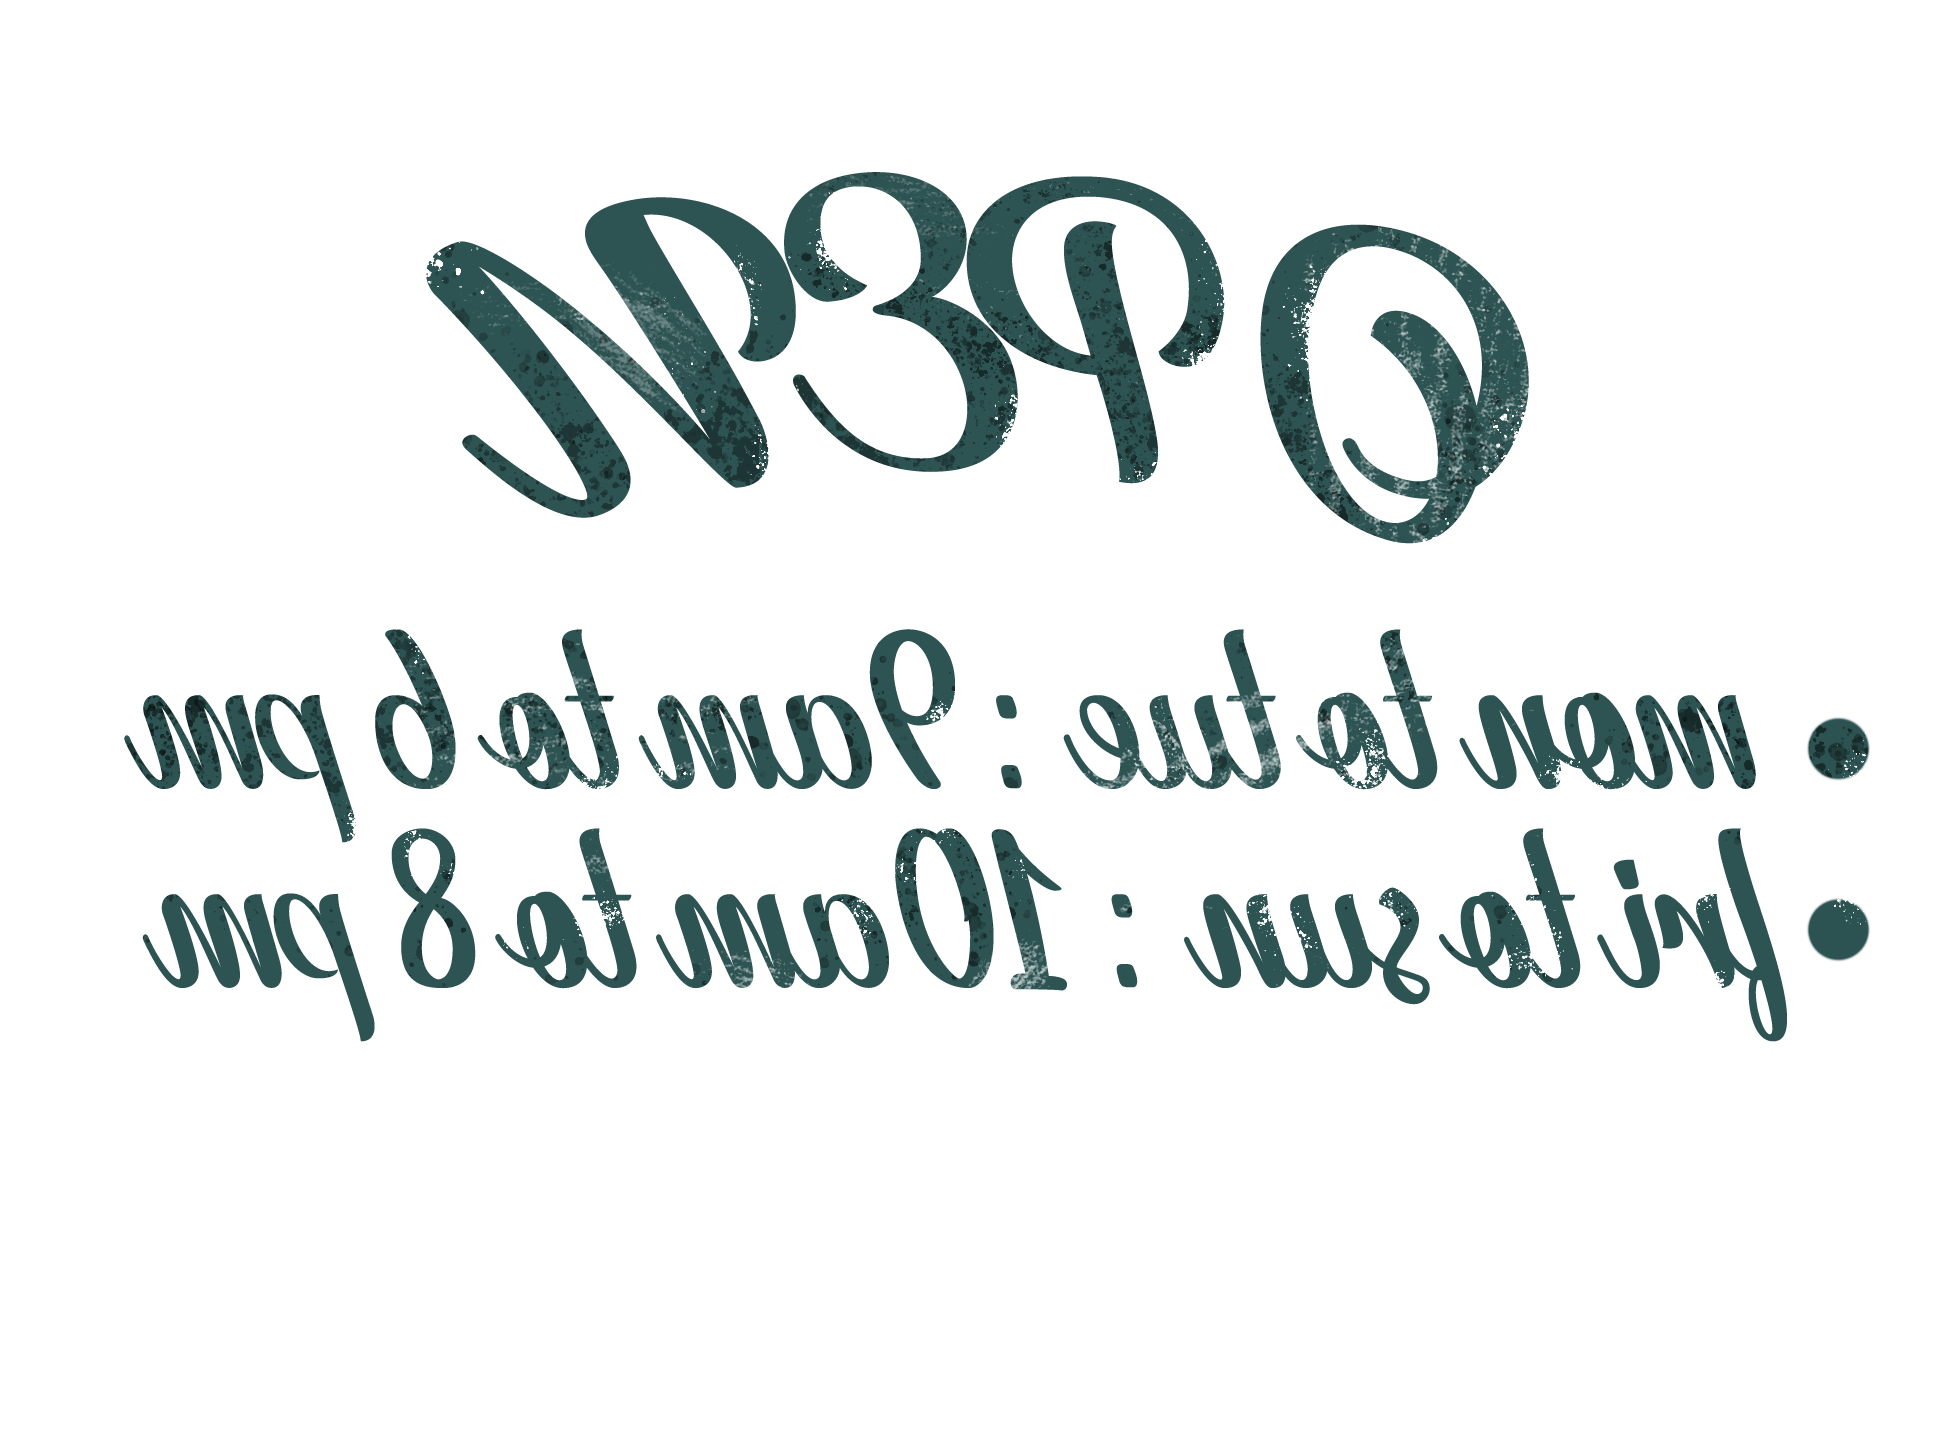 OPEN
• mon to tue : 9am to 6 pm
• fri to sun : 10am to 8 pm